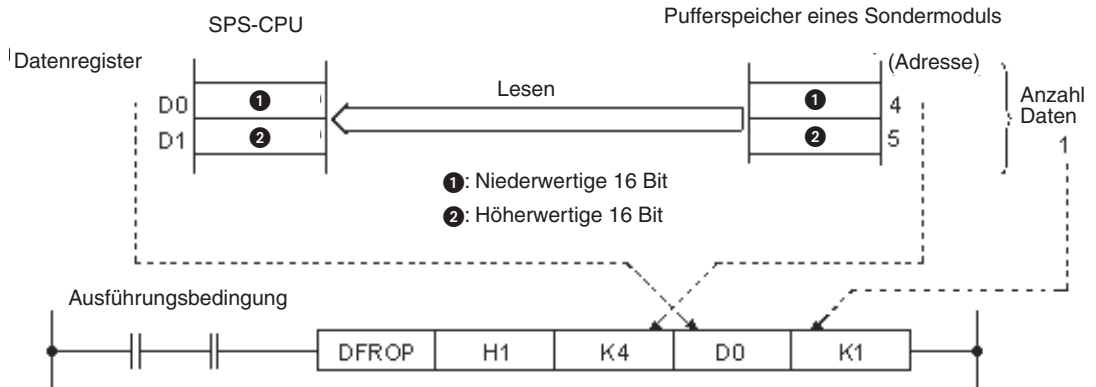 Pufferspeicher eines Sondermoduls
SPS-CPU
Datenregister
(Adresse)
Lesen
D0 ❶
❶ 4
Anzahl
Daten
D1 ❷
❷ 5
1
❶: Niederwertige 16 Bit
❷: Höherwertige 16 Bit
Ausführungsbedingung
DFROP H1 K4 D0 K1